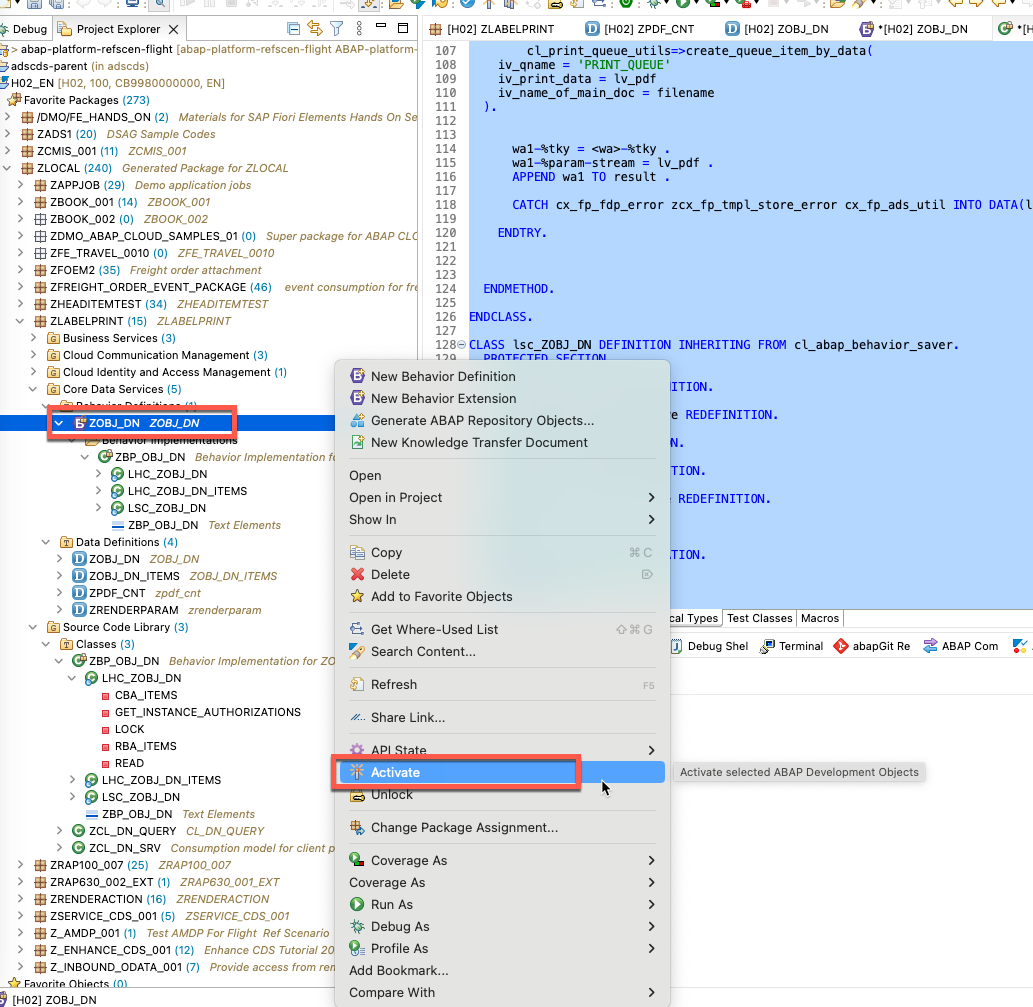 Debug
Project Explorer
[H02] ZLABELPRINT
[H02] ZPDF_CNT
[H02] ZOBJ_DN
*[H02] ZOBJ_DN
*[H
> abap-platform-refscen-flight [abap-platform-refscen-flight ABAP-platform-
adscds-parent (in adscds)
H02_EN [H02, 100, CB9980000000, EN]
Favorite Packages (273)
/DMO/FE_HANDS_ON (2) Materials for SAP Fiori Elements Hands On Se
ZADS1 (20) DSAG Sample Codes
ZCMIS_001 (11) ZCMIS_001
ZLOCAL (240) Generated Package for ZLOCAL
ZAPPJOB (29) Demo application jobs
ZBOOK_001 (14) ZBOOK_001
ZBOOK_002 (0) ZBOOK_002
ZDMO_ABAP_CLOUD_SAMPLES_01 (0) Super package for ABAP CLO
ZFE_TRAVEL_0010 (0) ZFE_TRAVEL_0010
ZFOEM2 (35) Freight order attachment
ZFREIGHT_ORDER_EVENT_PACKAGE (46) event consumption for fre
ZHEADITEMTEST (34) ZHEADITEMTEST
ZLABELPRINT (15) ZLABELPRINT
Business Services (3)
Cloud Communication Management (3)
Cloud Identity and Access Management (1)
Core Data Services (5)
Behavior Definitions (1)
ZOBJ_DN ZOBJ_DN
Behavior Implementations
ZBP_OBJ_DN Behavior Implementation fo
LHC_ZOBJ_DN
LHC_ZOBJ_DN_ITEMS
LSC_ZOBJ_DN
ZBP_OBJ_DN Text Elements
Data Definitions (4)
ZOBJ_DN ZOBJ_DN
ZOBJ_DN_ITEMS ZOBJ_DN_ITEMS
ZPDF_CNT zpdf_cnt
ZRENDERPARAM zrenderparam
Source Code Library (3)
Classes (3)
ZBP_OBJ_DN Behavior Implementation for ZO
LHC_ZOBJ_DN
CBA_ITEMS
GET_INSTANCE_AUTHORIZATIONS
LOCK
RBA_ITEMS
READ
LHC_ZOBJ_DN_ITEMS
LSC_ZOBJ_DN
ZBP_OBJ_DN Text Elements
ZCL_DN_QUERY CL_DN_QUERY
ZCL_DN_SRV Consumption model for client p
ZRAP100_007 (25) ZRAP100_007
ZRAP630_002_EXT (1) ZRAP630_001_EXT
ZRENDERACTION (16) ZRENDERACTION
ZSERVICE_CDS_001 (5) ZSERVICE_CDS_001
Z_AMDP_001 (1) Test AMDP For Flight Ref Scenario
Z_ENHANCE_CDS_001 (12) Enhance CDS Tutorial 20
Z_INBOUND_ODATA_001 (7) Provide access from rem
Favorite Objects (0)
[H02] ZOBJ_DN
107 cl_print_queue_utils=>create_queue_item_by_data(
108 iv_qname = 'PRINT_QUEUE'
109 iv_print_data = lv_pdf
110 iv_name_of_main_doc = filename
111 ).
112
113
114 wa1-%tky = <wa>-%tky .
115 wa1-%param-stream = lv_pdf .
116 APPEND wa1 TO result .
117
118 CATCH cx_fp_fdp_error zcx_fp_tmpl_store_error cx_fp_ads_util INTO DATA(l
119
120 ENDTRY.
121
122
123
124 ENDMETHOD.
125
126 ENDCLASS.
127
128 CLASS lsc_ZOBJ_DN DEFINITION INHERITING FROM cl_abap_behavior_saver.
129 PROTECTED SECTION
ITION.
e REDEFINITION.
N.
TION.
REDEFINITION.
TION.
cal Types
Test Classes
Macros
Debug Shel
Terminal
abapGit Re
ABAP Com
New Behavior Definition
New Behavior Extension
Generate ABAP Repository Objects...
New Knowledge Transfer Document
Open
Open in Project
Show In
Copy ⌘ C
Delete
Add to Favorite Objects
Get Where-Used List ⇧ ⌘ G
Search Content...
Refresh F5
Share Link...
API State
Activate
Activate selected ABAP Development Objects
Unlock
Change Package Assignment...
Coverage As
Coverage As
Run As
Debug As
Profile As
Add Bookmark...
Compare With